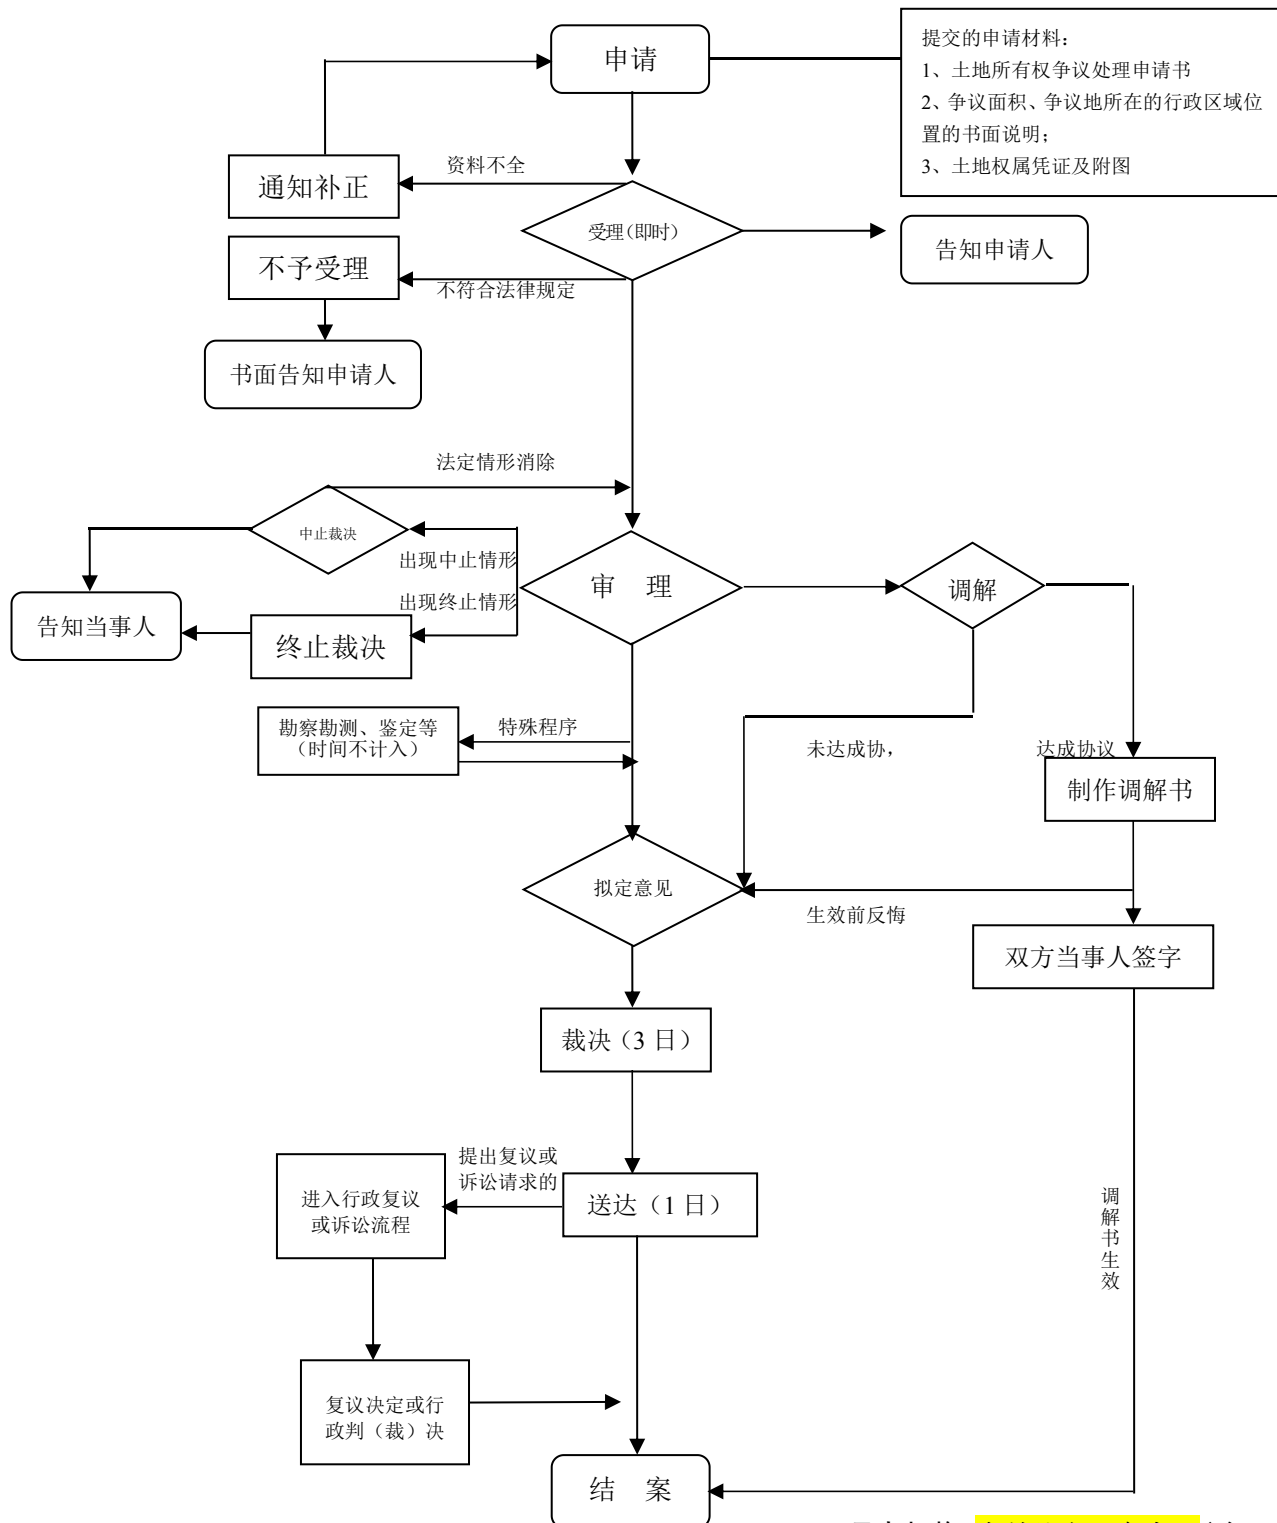 申请
提交的申请材料：
1、土地所有权争议处理申请书
2、争议面积、争议地所在的行政区域位
置的书面说明；
3、土地权属凭证及附图
资料不全
通知补正
受理（即时）
告知申请人
不予受理
不符合法律规定
书面告知申请人
法定情形消除
中止裁决
出现中止情形
审 理
调解
出现终止情形
告知当事人
终止裁决
勘察勘测、鉴定等
（时间不计入）
特殊程序
未达成协，
达成协议
制作调解书
拟定意见
生效前反悔
双方当事人签字
裁决（3 日）
提出复议或
诉讼请求的
送达（1 日）
进入行政复议
或诉讼流程
调解书生效
复议决定或行
政判（裁）决
结 案